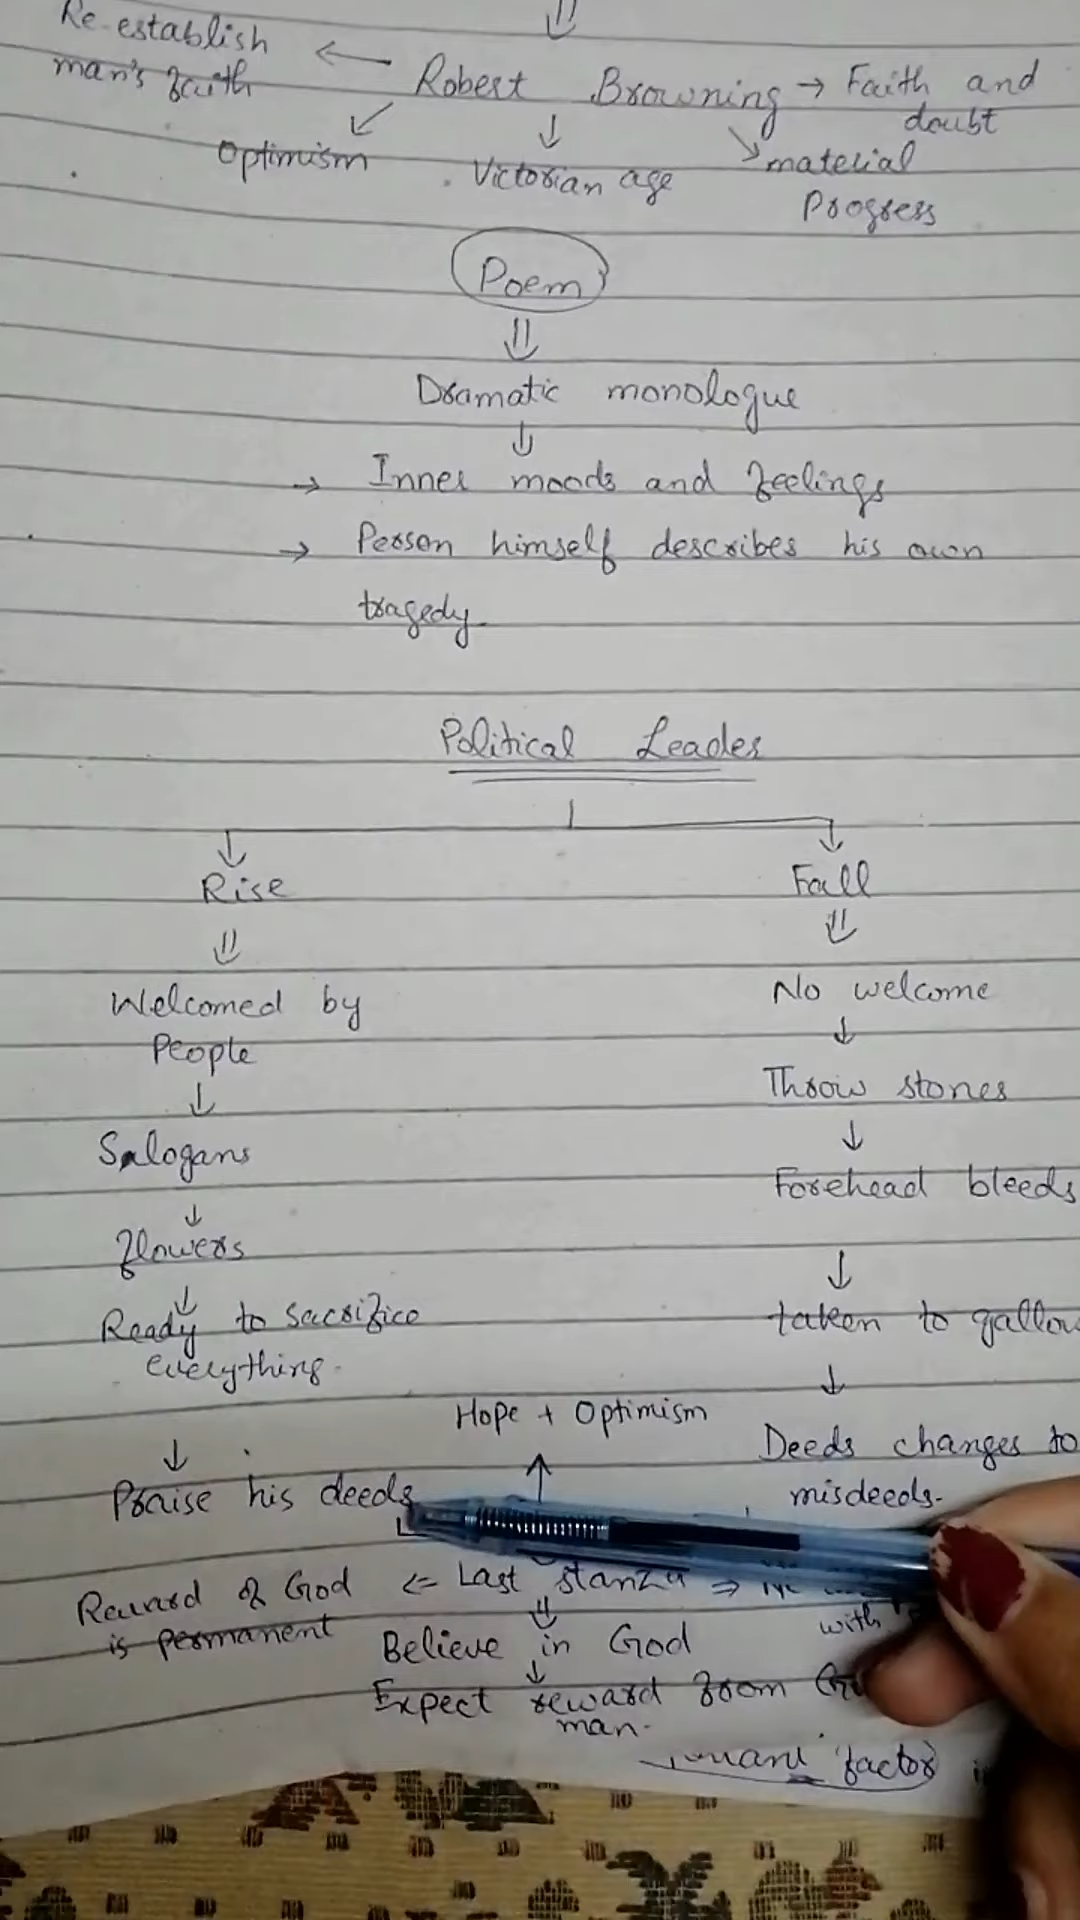 Re-establish
man's faith
Robert Browning → Faith and
doubt
Optimism
Victorian age
material
Progress
Poem
Dramatic monologue
→ Inner moods and feelings
→ Person himself describes his own
tragedy
Political Leader
Rise
Fall
Welcomed by
People
No welcome
Throw stones
Slogans
Forehead bleeds
flowers
Ready to sacrifice
everything.
taken to
Hope + Optimism
Deeds changes to
misdeeds.
Praise his deeds
Reward of God ⇐ Last stanza ⇒
is permanent
with
Believe in God
Expect reward from
man.
factor